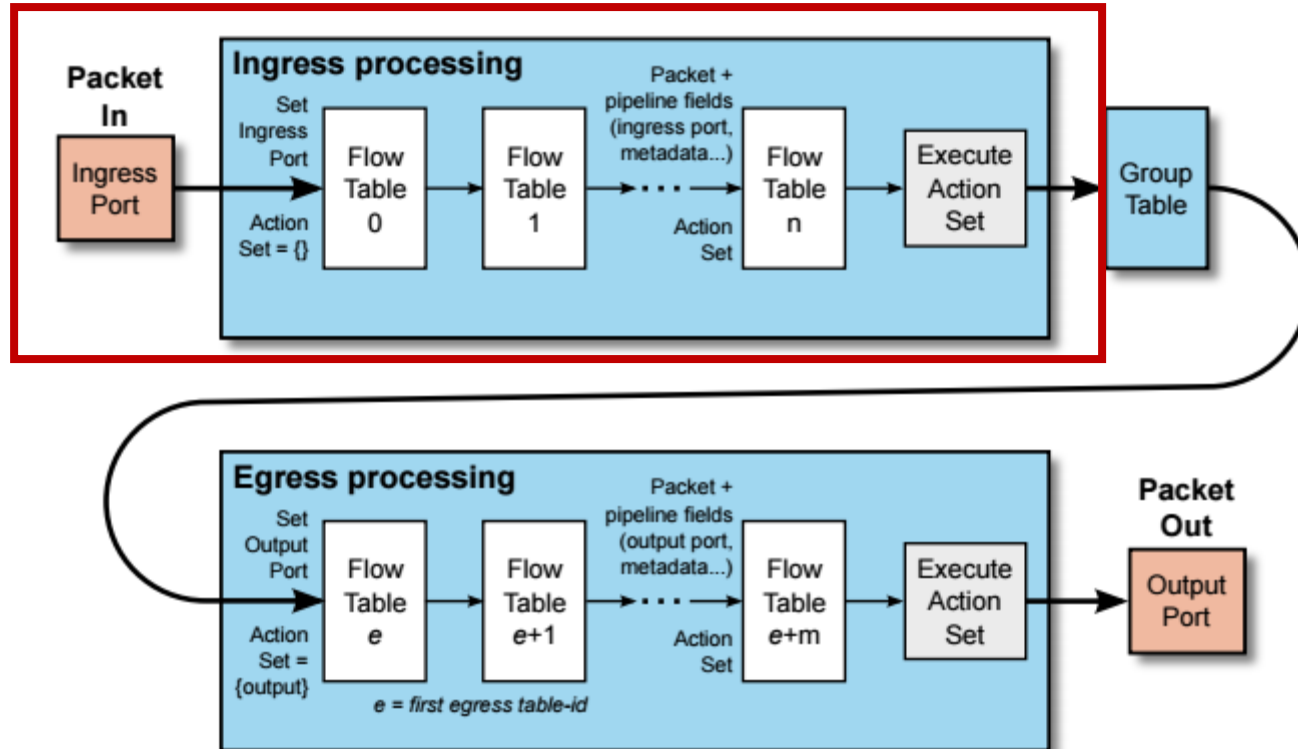 Packet
In
Ingress
Port
Ingress processing
Set
Ingress
Port
Action
Set = {}
Flow
Table
0
Flow
Table
1
Packet +
pipeline fields
(ingress port,
metadata...)
Action
Set
Flow
Table
n
Execute
Action
Set
Group
Table
Egress processing
Set
Output
Port
Action
Set =
{output}
Flow
Table
e
Flow
Table
e+1
e = first egress table-id
Packet +
pipeline fields
(output port,
metadata...)
Action
Set
Flow
Table
e+m
Execute
Action
Set
Packet
Out
Output
Port